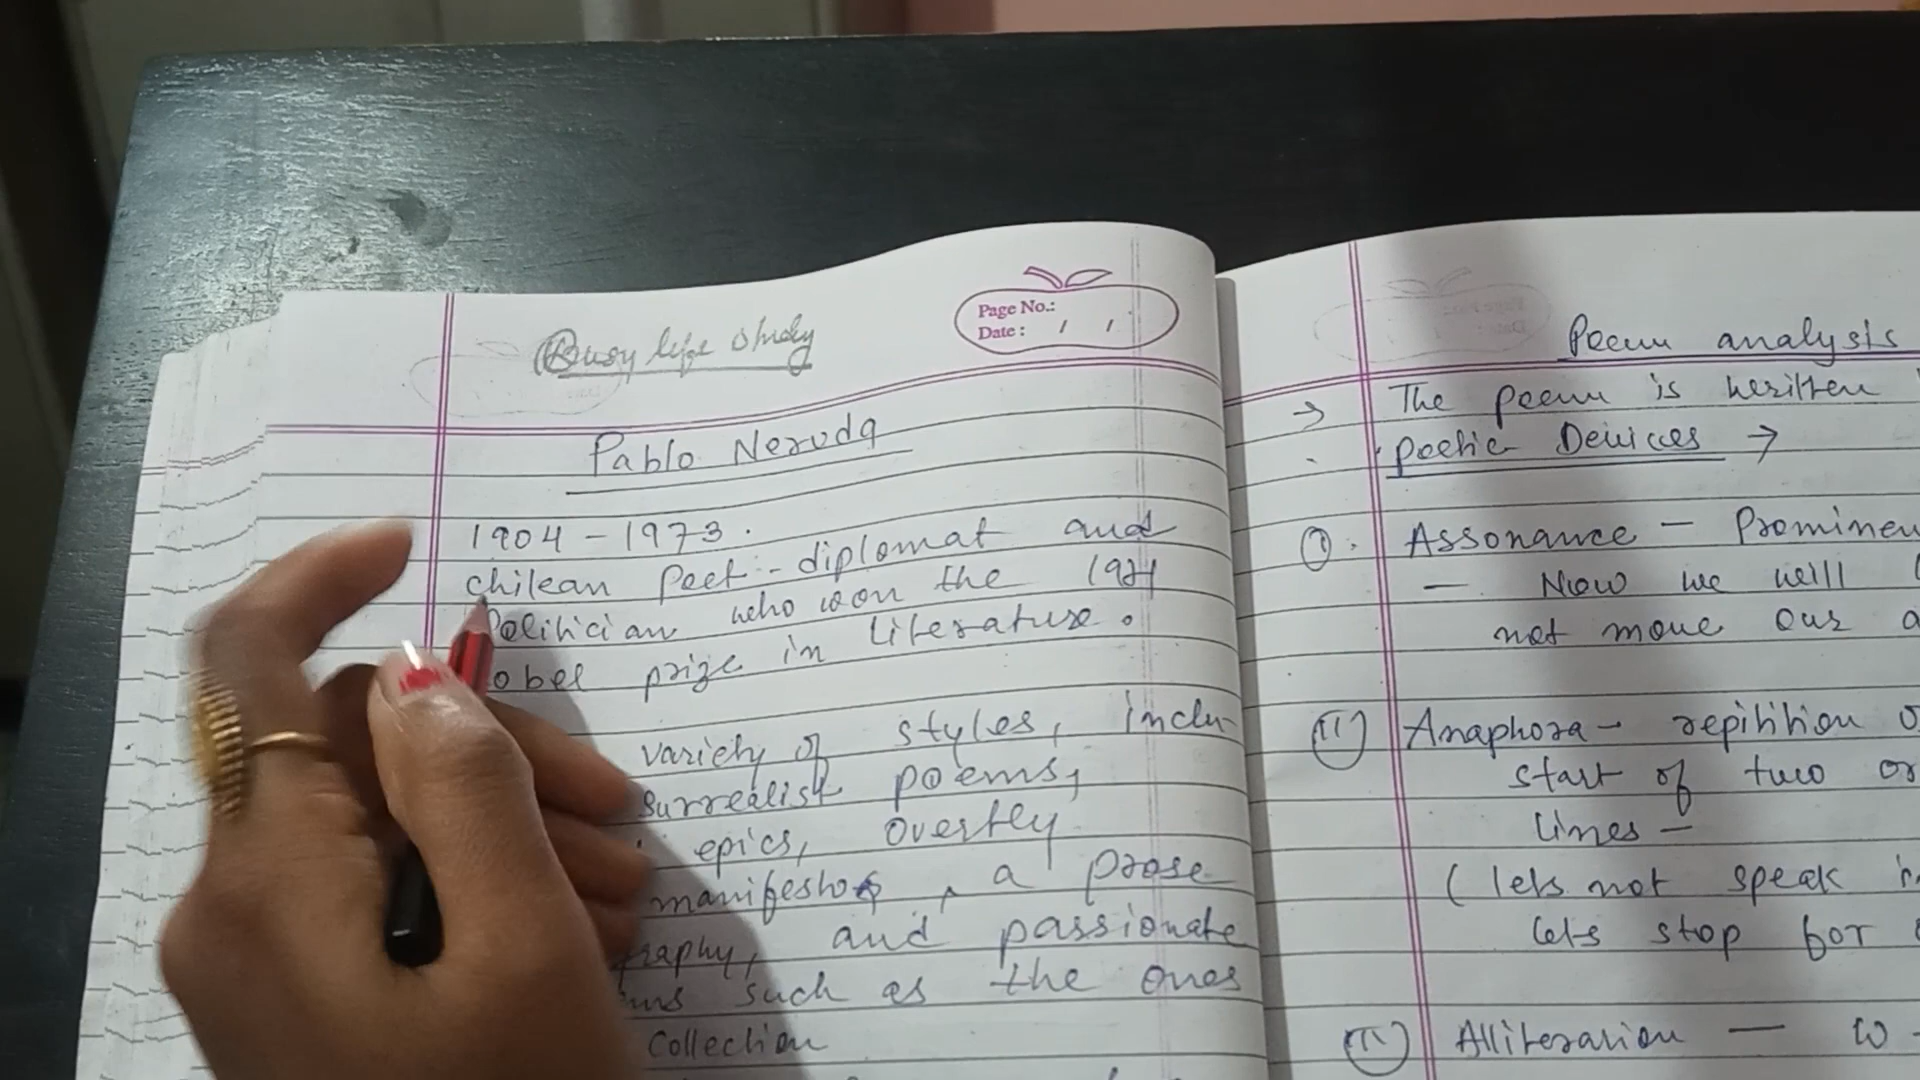 Busy life study
Page No.:
Date: / /
Pablo Neruda
1904 - 1973.
chilean Poet - diplomat and
Politician who won the 1971
obel prize in literature.
variety of styles, inclu-
surrealist poems,
epics, overtly
manifestos, a prose
graphy, and passionate
such as the ones
Collection
Poem analysis
→ The poem is written
Poetic Devices →
Assonance - Prominen
- Now we will
not move our a
(II) Anaphora - repitition o
start of two or
lines -
(lets not speak in
lets stop for
Alliteration - w